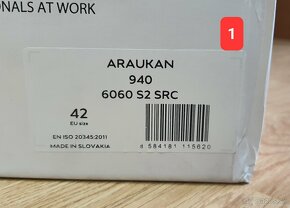 ONALS AT WORK
1
ARAUKAN
940
6060 S2 SRC
42
EU size
EN ISO 20345:2011
MADE IN SLOVAKIA
8 584181 115620